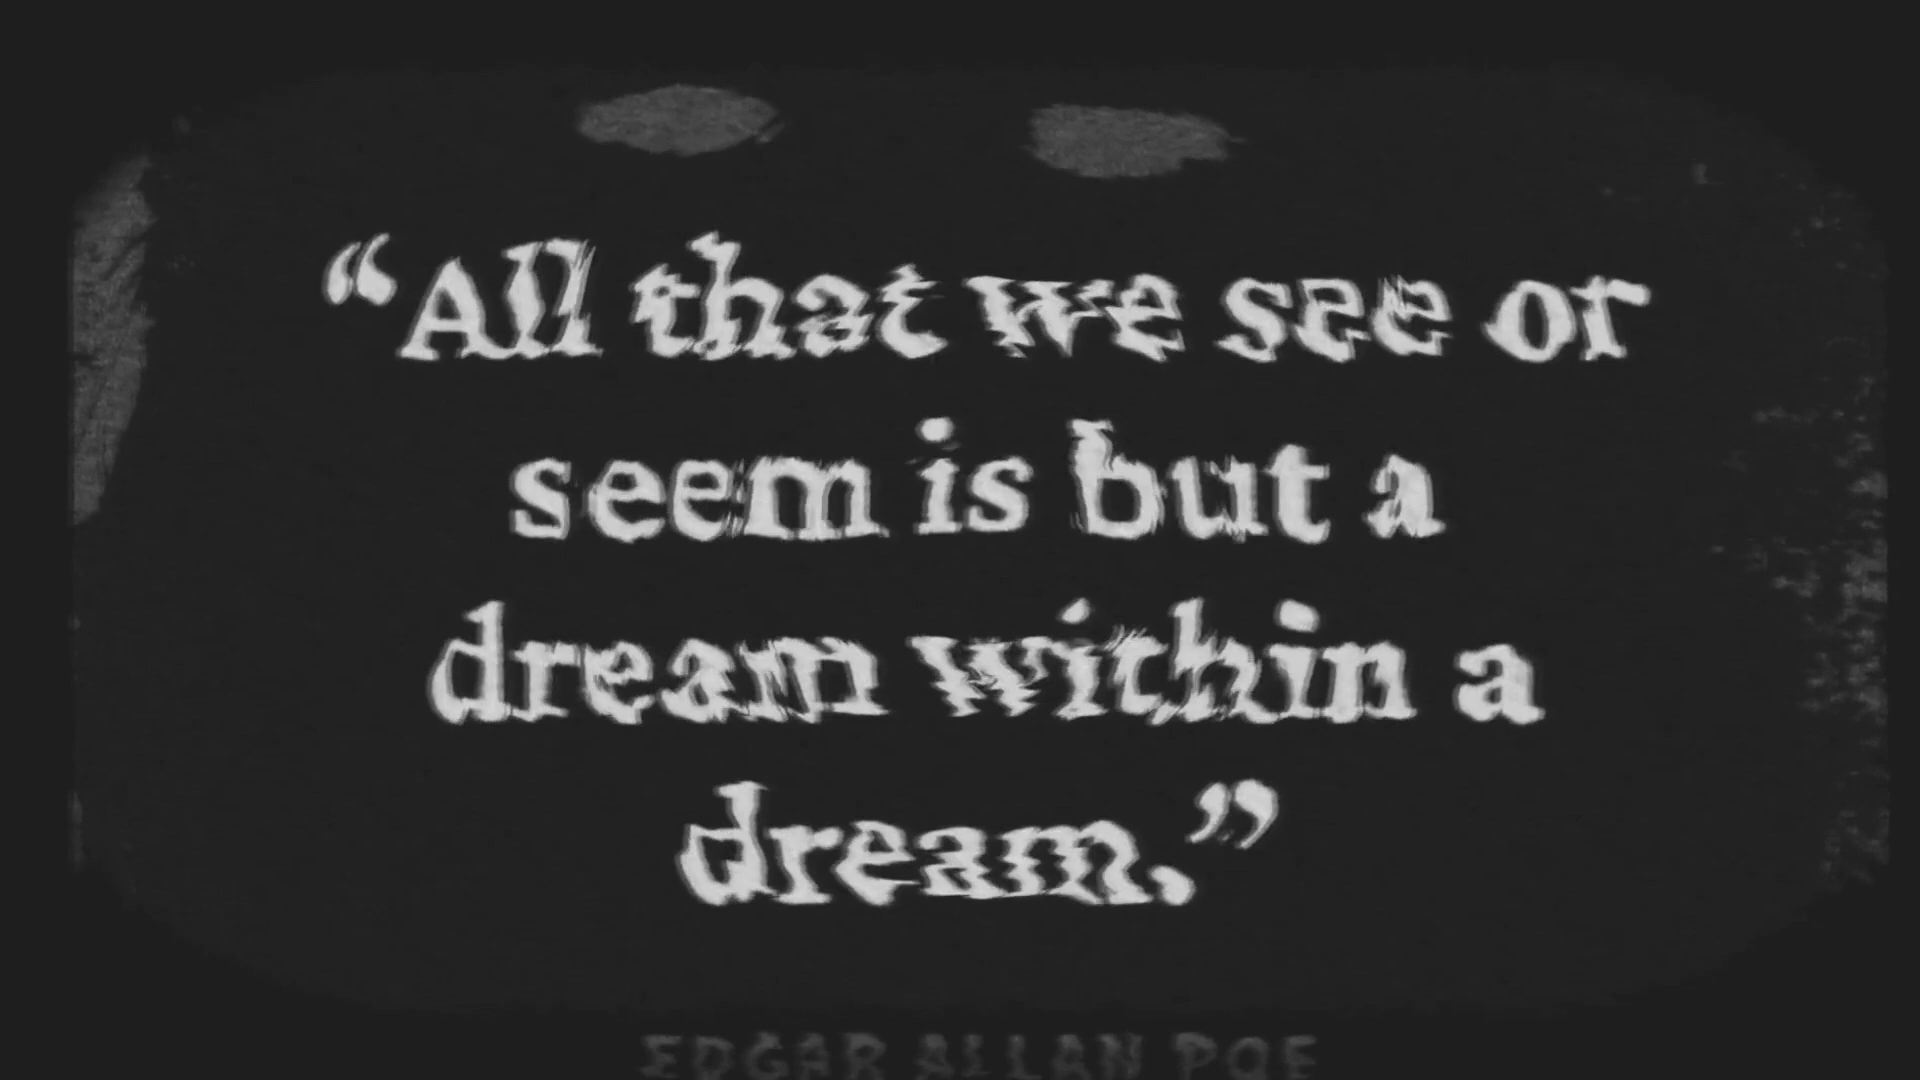 “All that we see or
seem is but a
dream within a
dream.”
EDGAR ALLAN POE